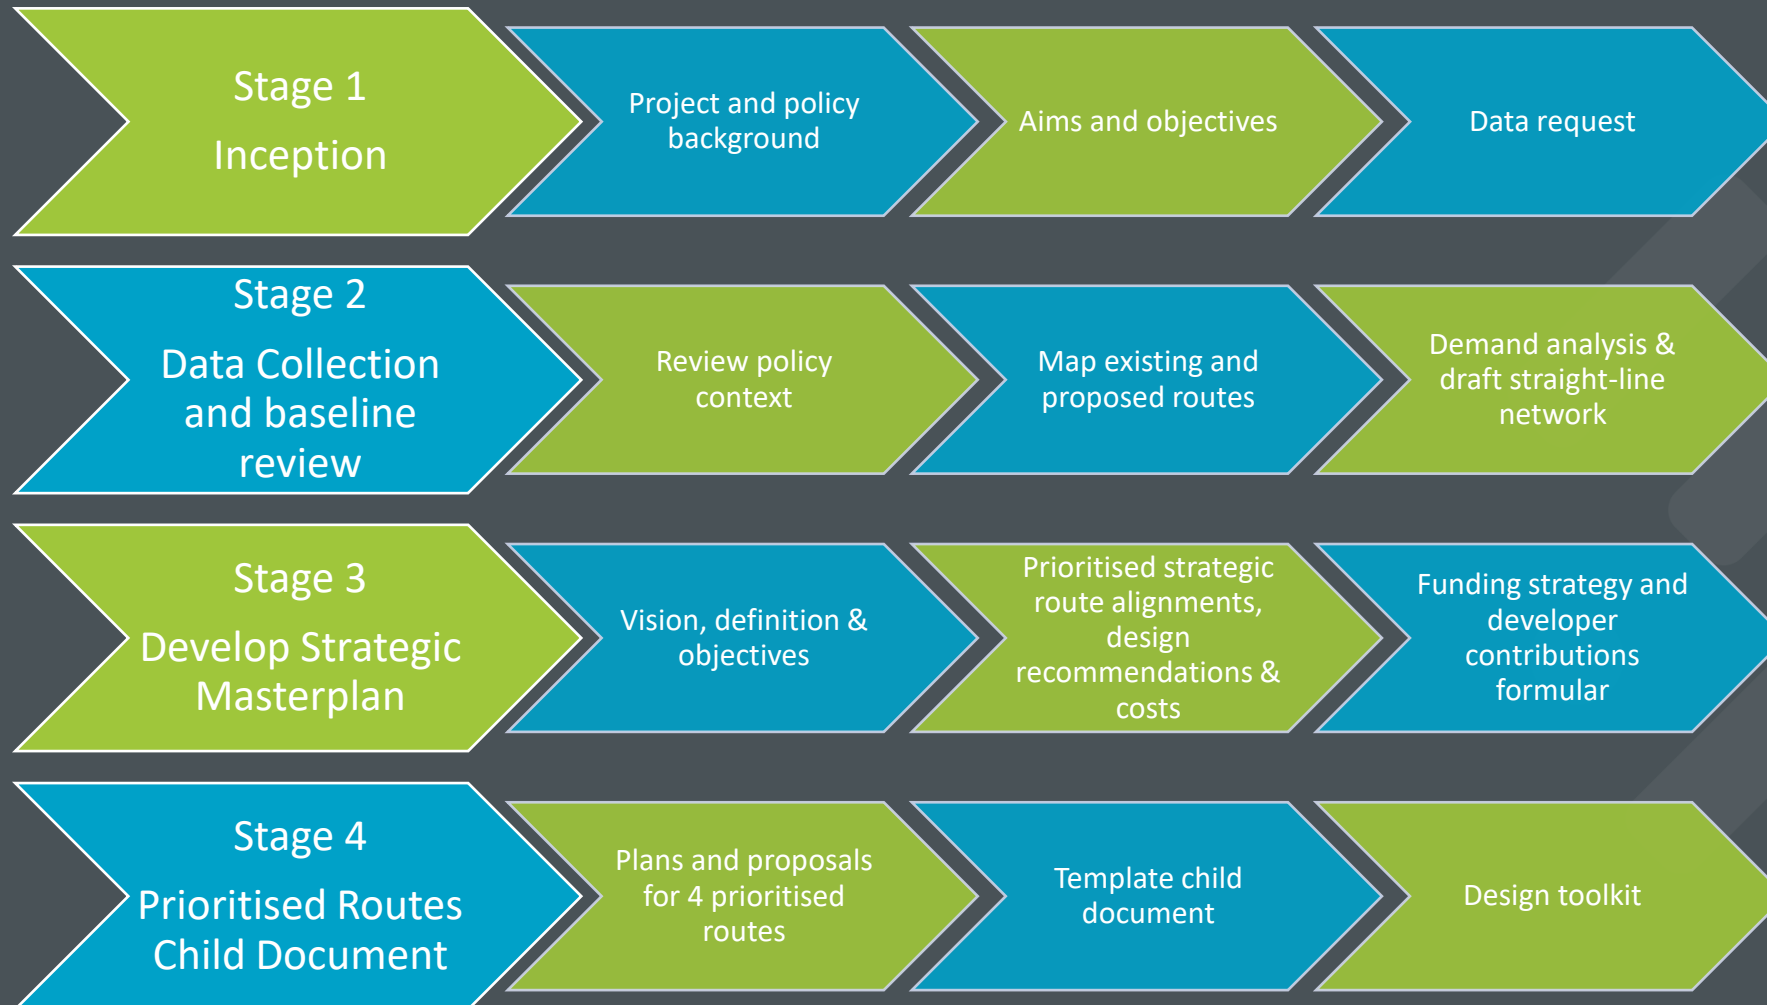 Stage 1
Inception
Project and policy
background
Aims and objectives
Data request
Stage 2
Data Collection
and baseline
review
Review policy
context
Map existing and
proposed routes
Demand analysis &
draft straight-line
network
Stage 3
Develop Strategic
Masterplan
Vision, definition &
objectives
Prioritised strategic
route alignments,
design
recommendations &
costs
Funding strategy and
developer
contributions
formular
Stage 4
Prioritised Routes
Child Document
Plans and proposals
for 4 prioritised
routes
Template child
document
Design toolkit